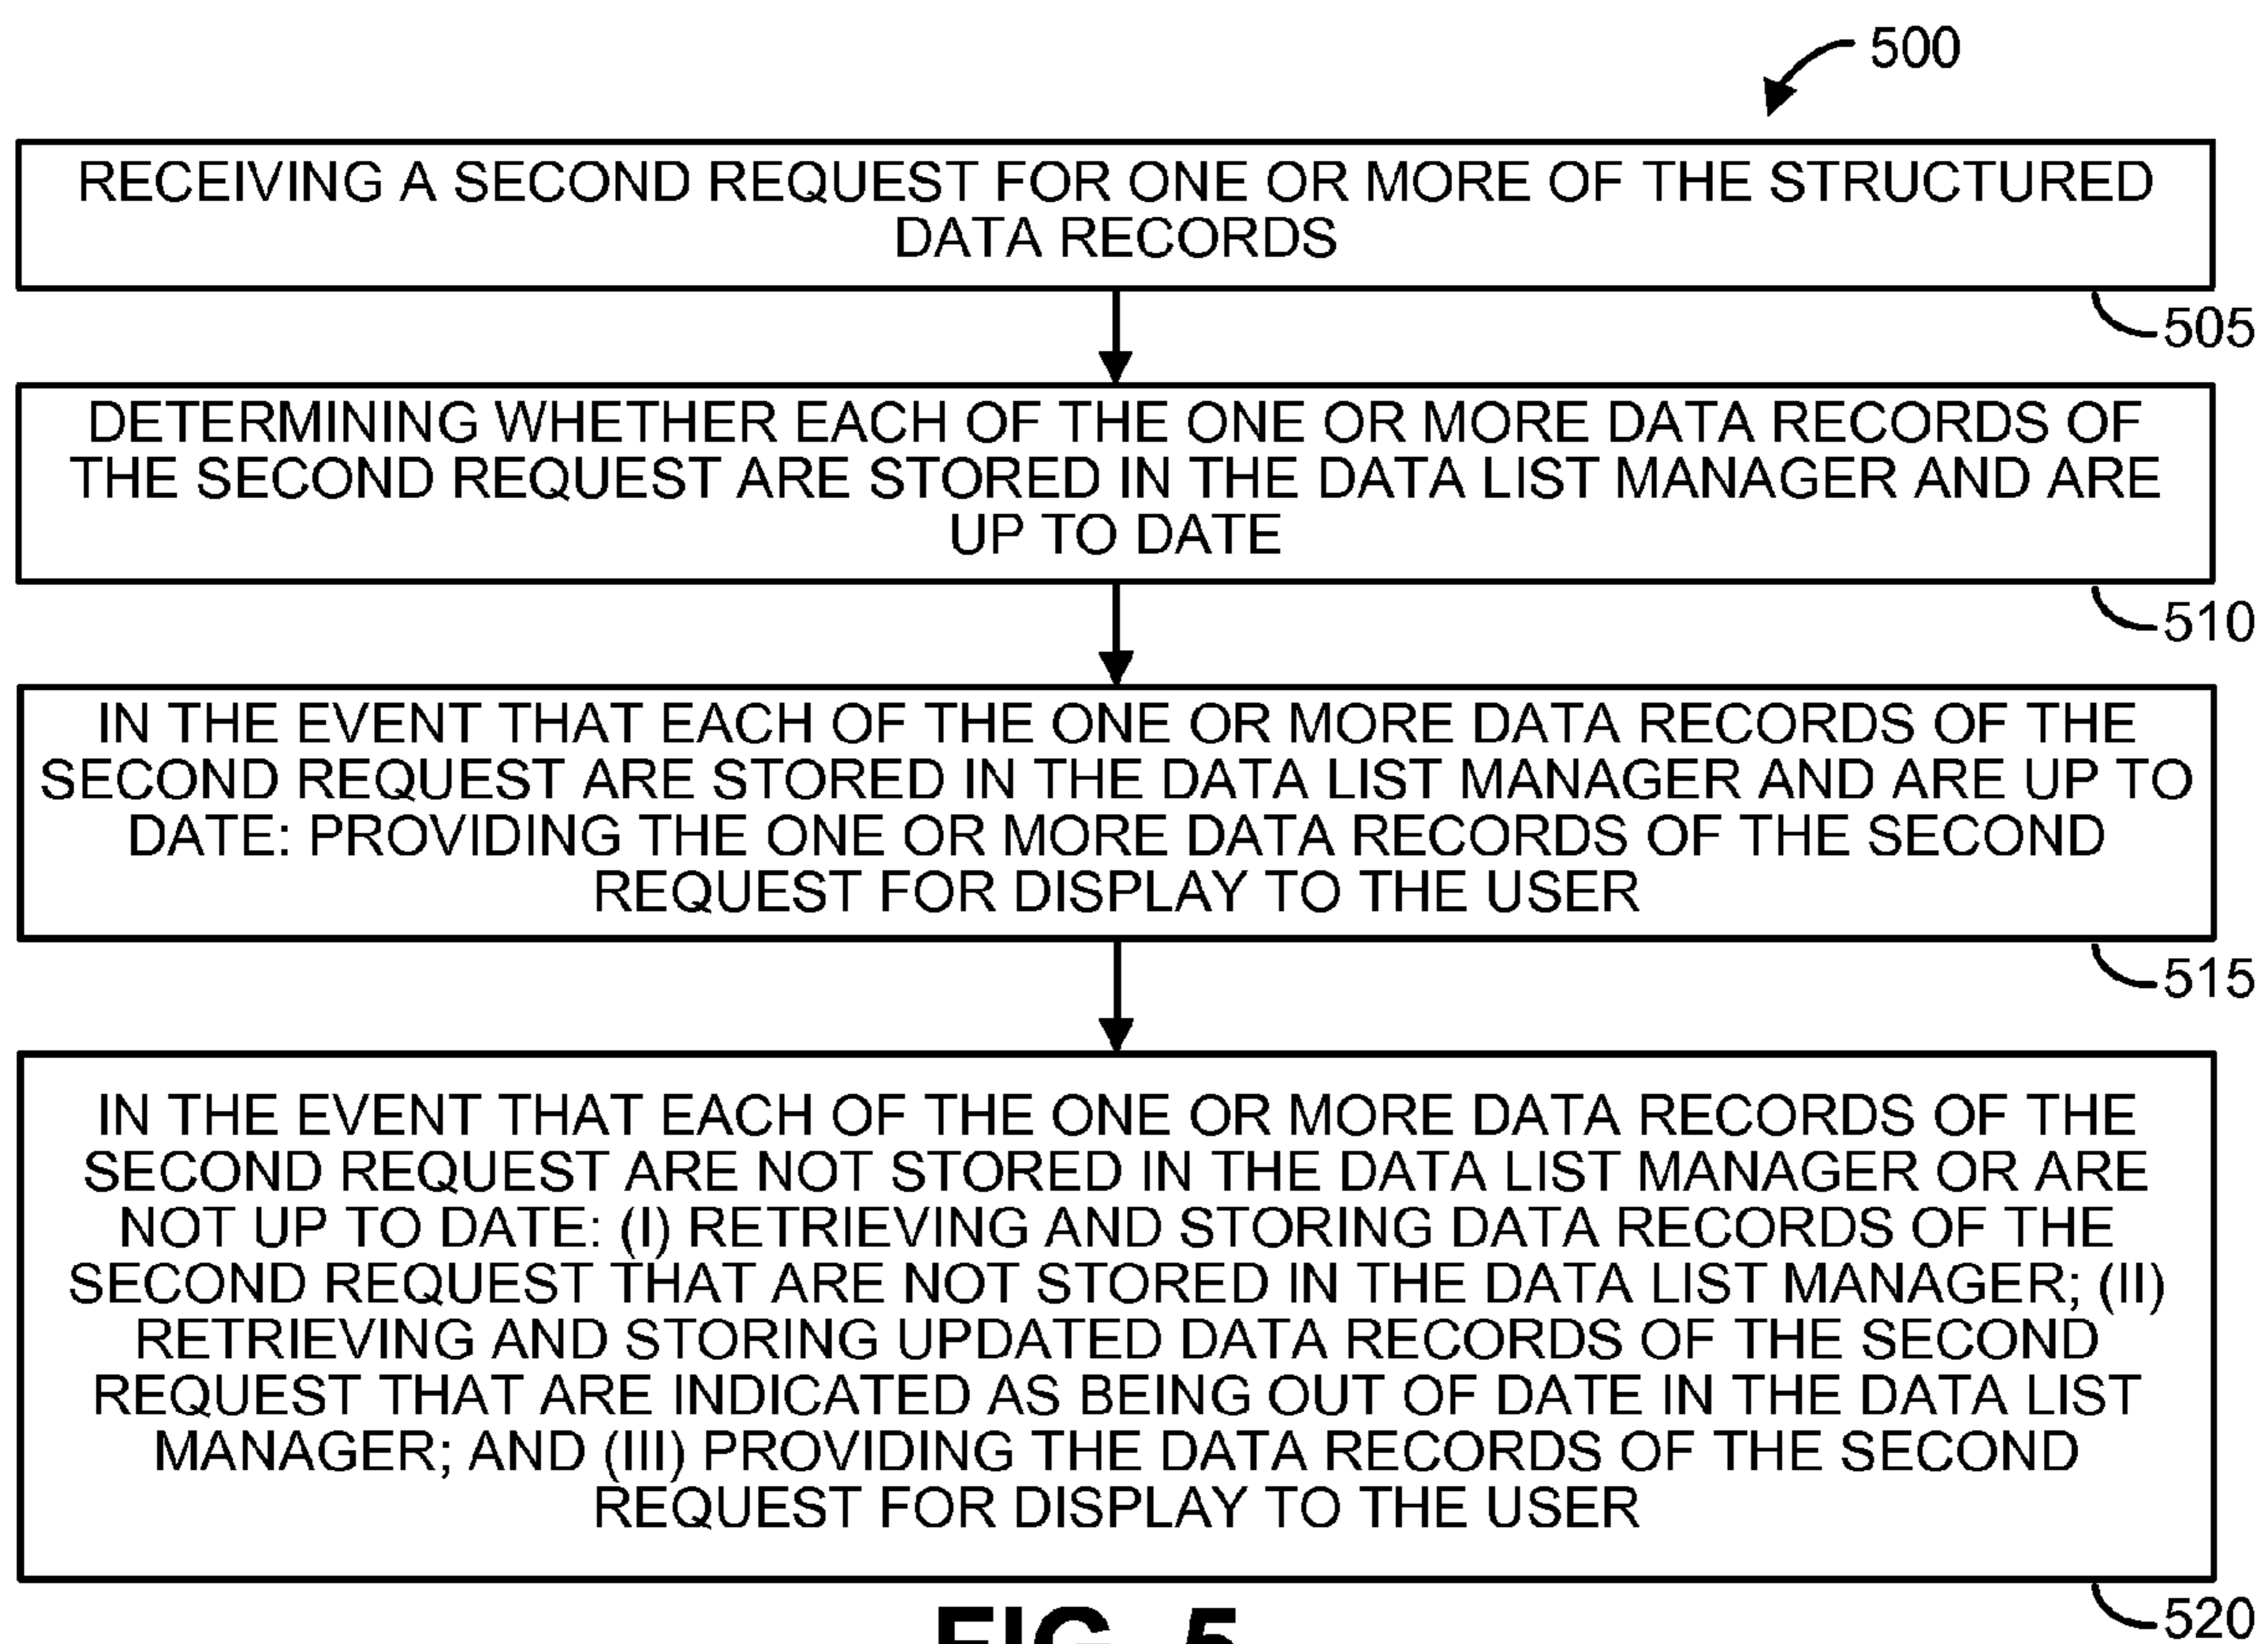 500
RECEIVING A SECOND REQUEST FOR ONE OR MORE OF THE STRUCTURED
DATA RECORDS
505
DETERMINING WHETHER EACH OF THE ONE OR MORE DATA RECORDS OF
THE SECOND REQUEST ARE STORED IN THE DATA LIST MANAGER AND ARE
UP TO DATE
510
IN THE EVENT THAT EACH OF THE ONE OR MORE DATA RECORDS OF THE
SECOND REQUEST ARE STORED IN THE DATA LIST MANAGER AND ARE UP TO
DATE: PROVIDING THE ONE OR MORE DATA RECORDS OF THE SECOND
REQUEST FOR DISPLAY TO THE USER
515
IN THE EVENT THAT EACH OF THE ONE OR MORE DATA RECORDS OF THE
SECOND REQUEST ARE NOT STORED IN THE DATA LIST MANAGER OR ARE
NOT UP TO DATE: (I) RETRIEVING AND STORING DATA RECORDS OF THE
SECOND REQUEST THAT ARE NOT STORED IN THE DATA LIST MANAGER; (II)
RETRIEVING AND STORING UPDATED DATA RECORDS OF THE SECOND
REQUEST THAT ARE INDICATED AS BEING OUT OF DATE IN THE DATA LIST
MANAGER; AND (III) PROVIDING THE DATA RECORDS OF THE SECOND
REQUEST FOR DISPLAY TO THE USER
520
FIG. 5